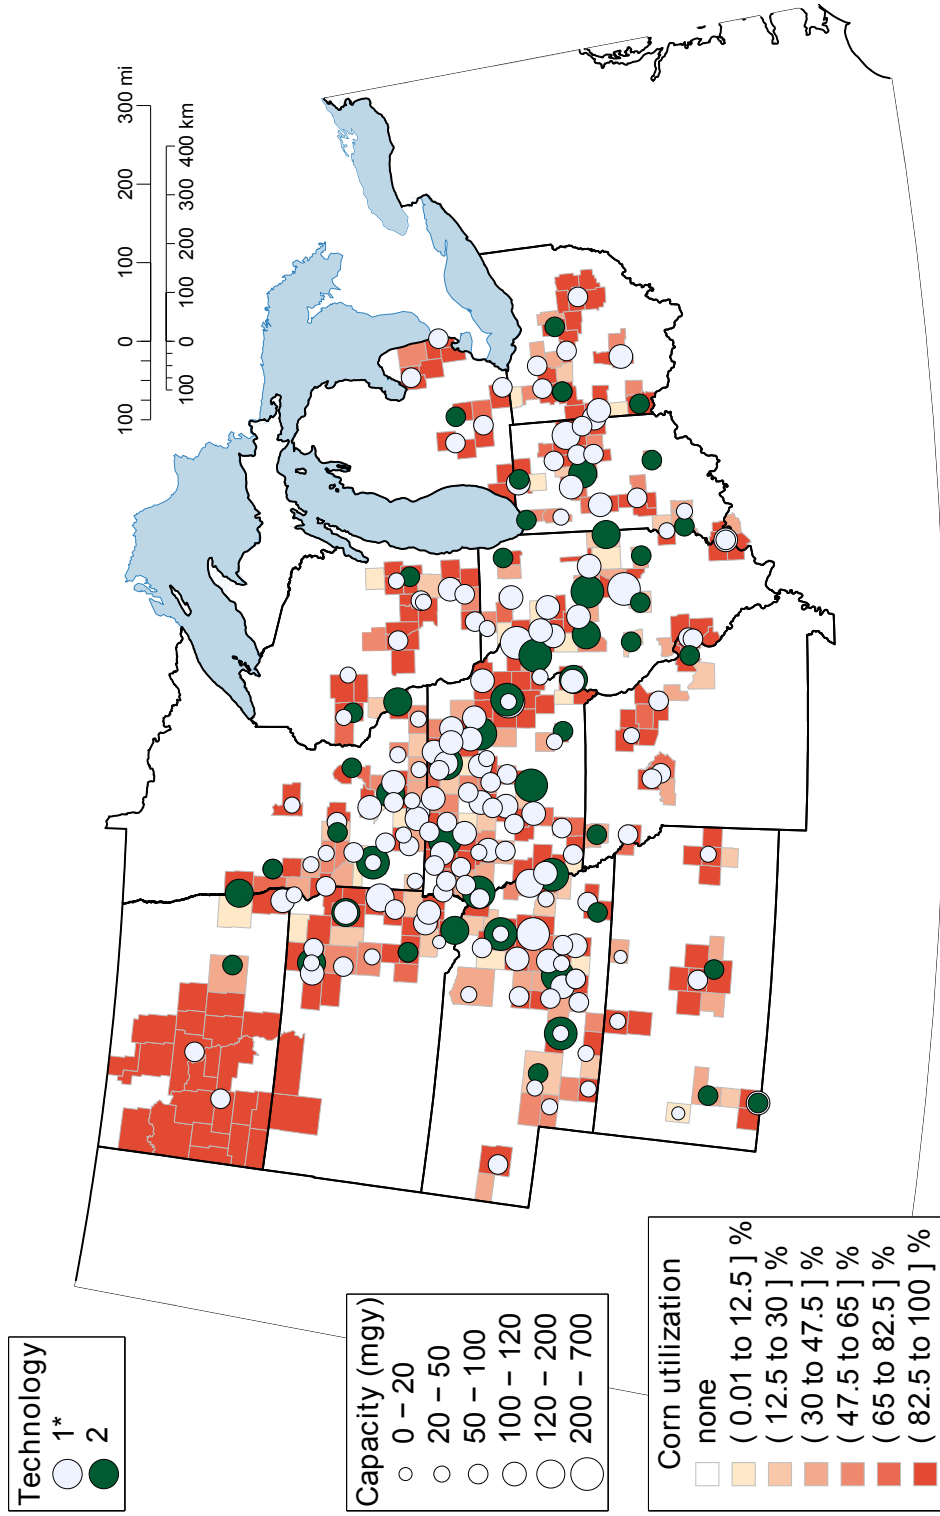 Technology
1*
2
Capacity (mgy)
0 – 20
20 – 50
50 – 100
100 – 120
120 – 200
200 – 700
Corn utilization
none
( 0.01 to 12.5 ] %
( 12.5 to 30 ] %
( 30 to 47.5 ] %
( 47.5 to 65 ] %
( 65 to 82.5 ] %
( 82.5 to 100 ] %
100 0 100 200 300 mi
100 0 100 200 300 400 km